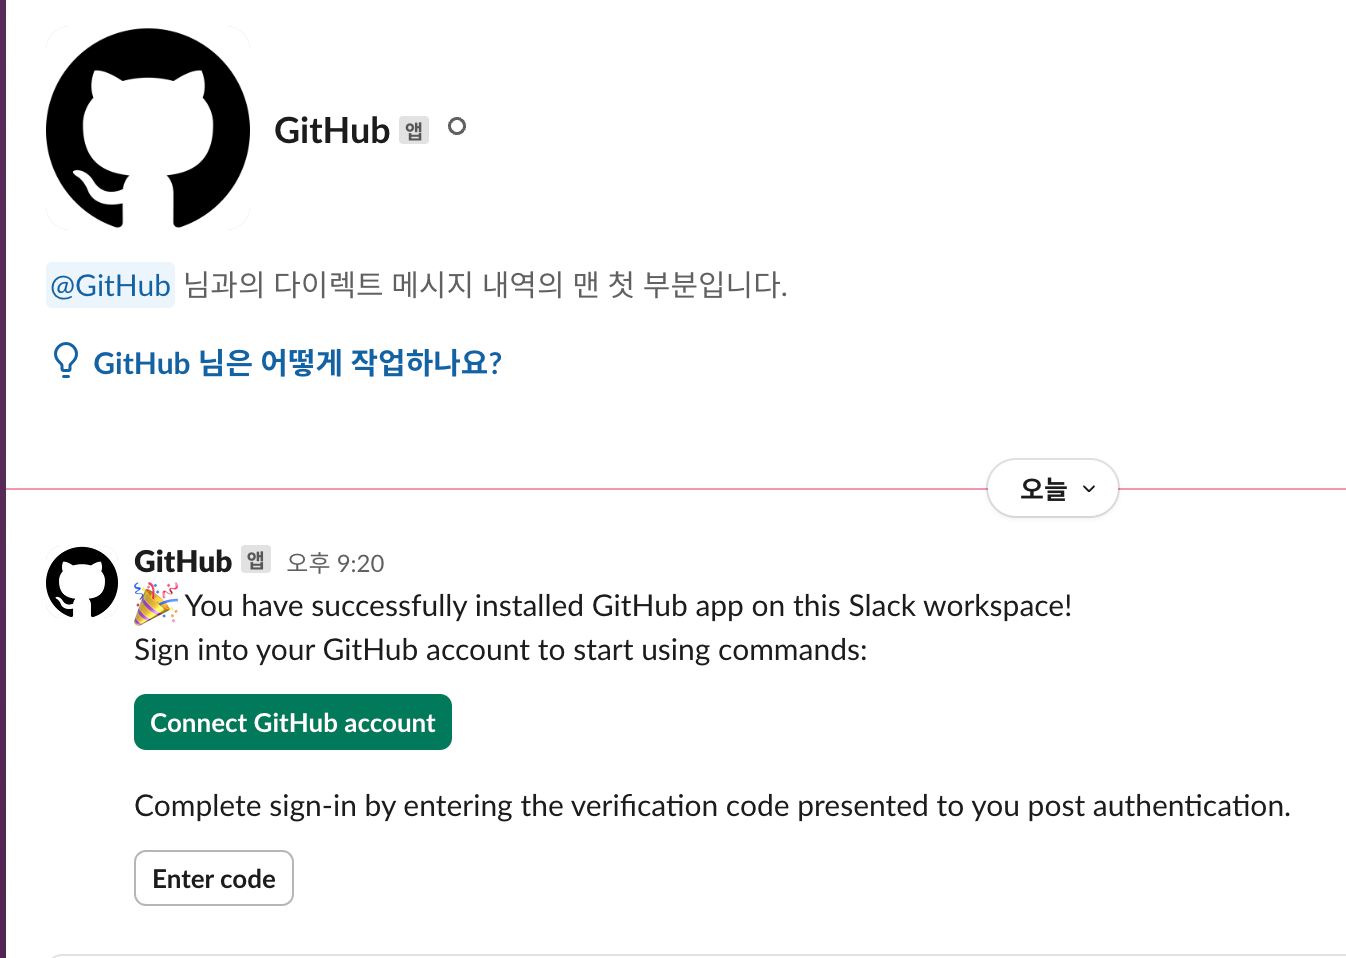 GitHub 앱
@GitHub 님과의 다이렉트 메시지 내역의 맨 첫 부분입니다.
GitHub 님은 어떻게 작업하나요?
오늘
GitHub 앱 오후 9:20
🎉 You have successfully installed GitHub app on this Slack workspace!
Sign into your GitHub account to start using commands:
Connect GitHub account
Complete sign-in by entering the verification code presented to you post authentication.
Enter code